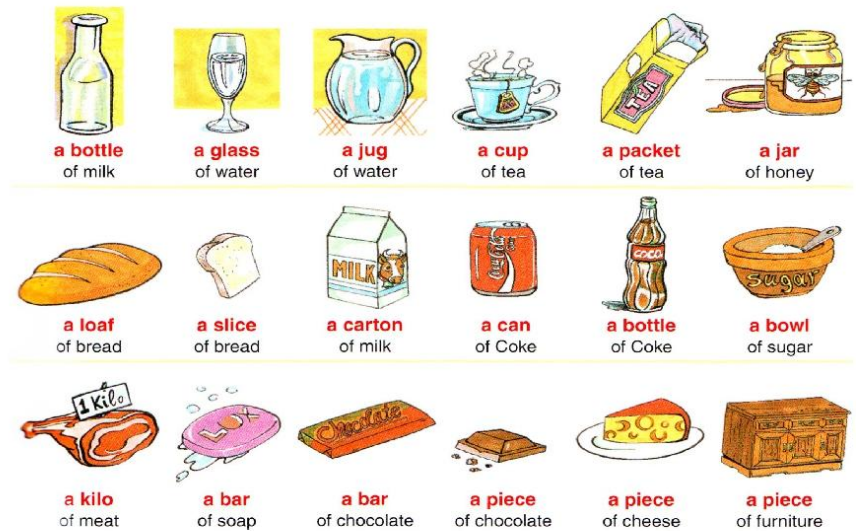 TEA
a bottle a glass a jug a cup a packet a jar
of milk of water of water of tea of tea of honey
MILK Coca-Cola COCA sugar
a loaf a slice a carton a can a bottle a bowl
of bread of bread of milk of Coke of Coke of sugar
1 Kilo
LUX Chocolate
a kilo a bar a bar a piece a piece a piece
of meat of soap of chocolate of chocolate of cheese of furniture